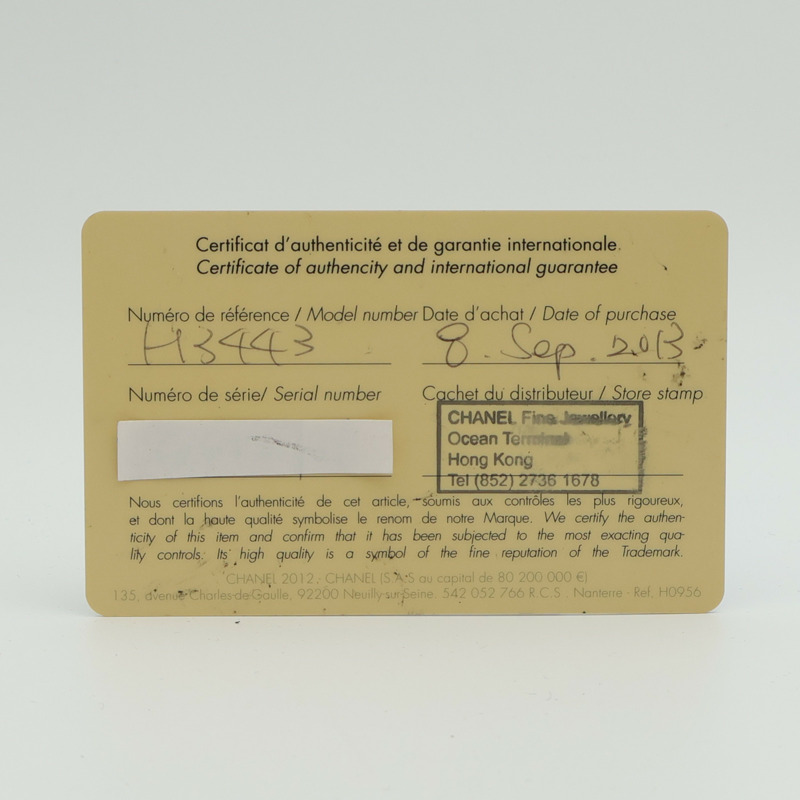 Certificat d'authenticité et de garantie internationale.
Certificate of authencity and international guarantee
Numéro de référence / Model number Date d'achat / Date of purchase
H3443 8. Sep. 2013
Numéro de série/ Serial number Cachet du distributeur / Store stamp
CHANEL Fine Jewellery
Ocean Terminal
Hong Kong
Tel (852) 2736 1678
Nous certifions l'authenticité de cet article, soumis aux contrôles les plus rigoureux,
et dont la haute qualité symbolise le renom de notre Marque. We certify the authen-
ticity of this item and confirm that it has been subjected to the most exacting qua-
lity controls. Its high quality is a symbol of the fine reputation of the Trademark.
CHANEL 2012, CHANEL (S.A.S au capital de 80 200 000 €)
135, avenue Charles de Gaulle, 92200 Neuilly-sur-Seine. 542 052 766 R.C.S. Nanterre - Ref. H0956